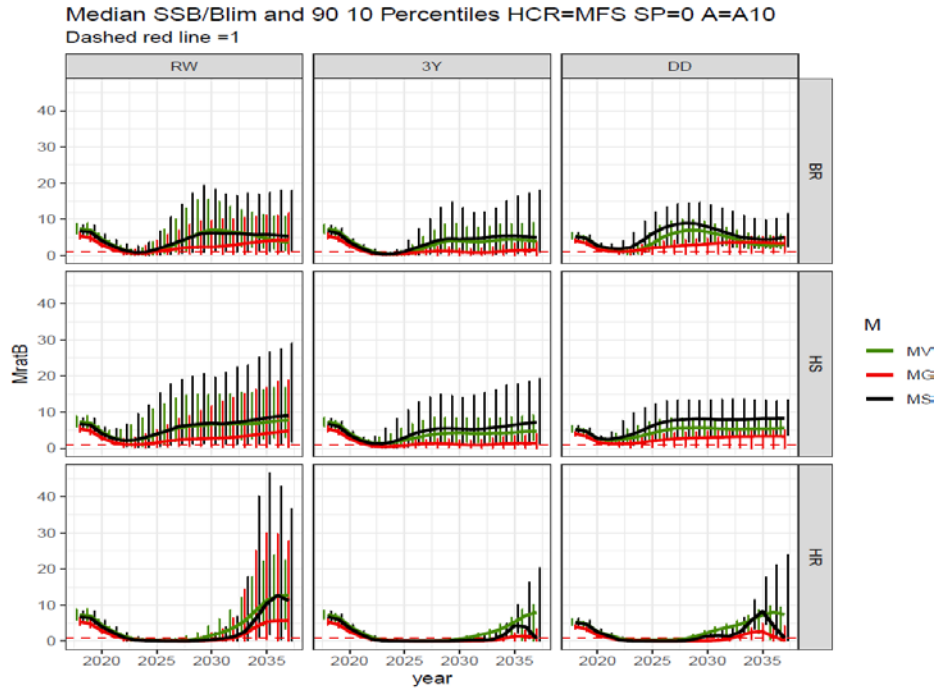 Median SSB/Blim and 90 10 Percentiles HCR=MFS SP=0 A=A10
Dashed red line =1
RW 3Y DD
40
30
20
10
0
BR
MratB
40
30
20
10
0
HS
M
MV
MG
MS
40
30
20
10
0
HR
2020 2025 2030 2035 2020 2025 2030 2035 2020 2025 2030 2035
year